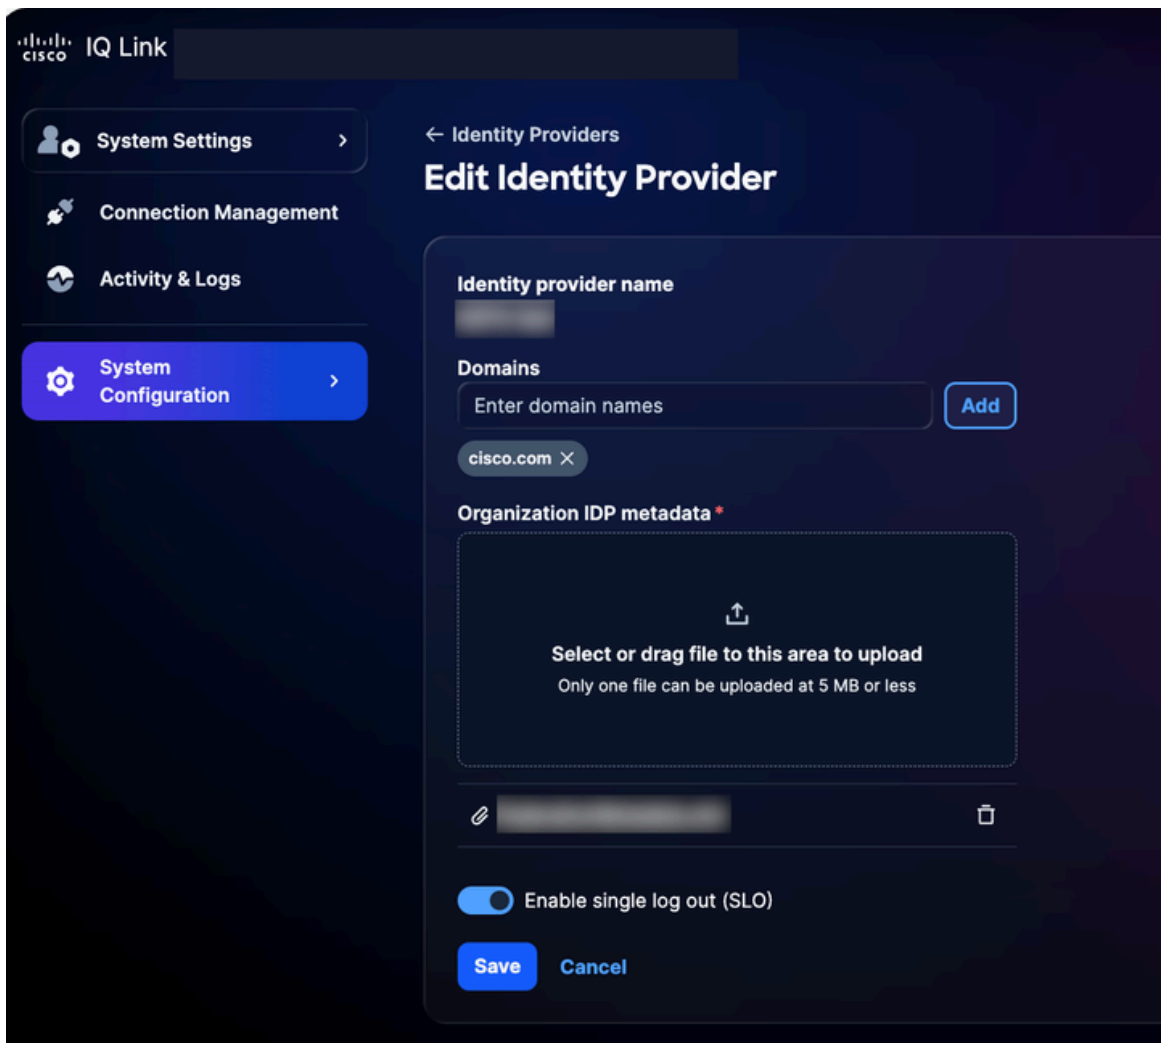 cisco IQ Link
System Settings
Connection Management
Activity & Logs
System
Configuration
← Identity Providers
Edit Identity Provider
Identity provider name
Domains
Enter domain names
Add
cisco.com ×
Organization IDP metadata*
Select or drag file to this area to upload
Only one file can be uploaded at 5 MB or less
Enable single log out (SLO)
Save Cancel